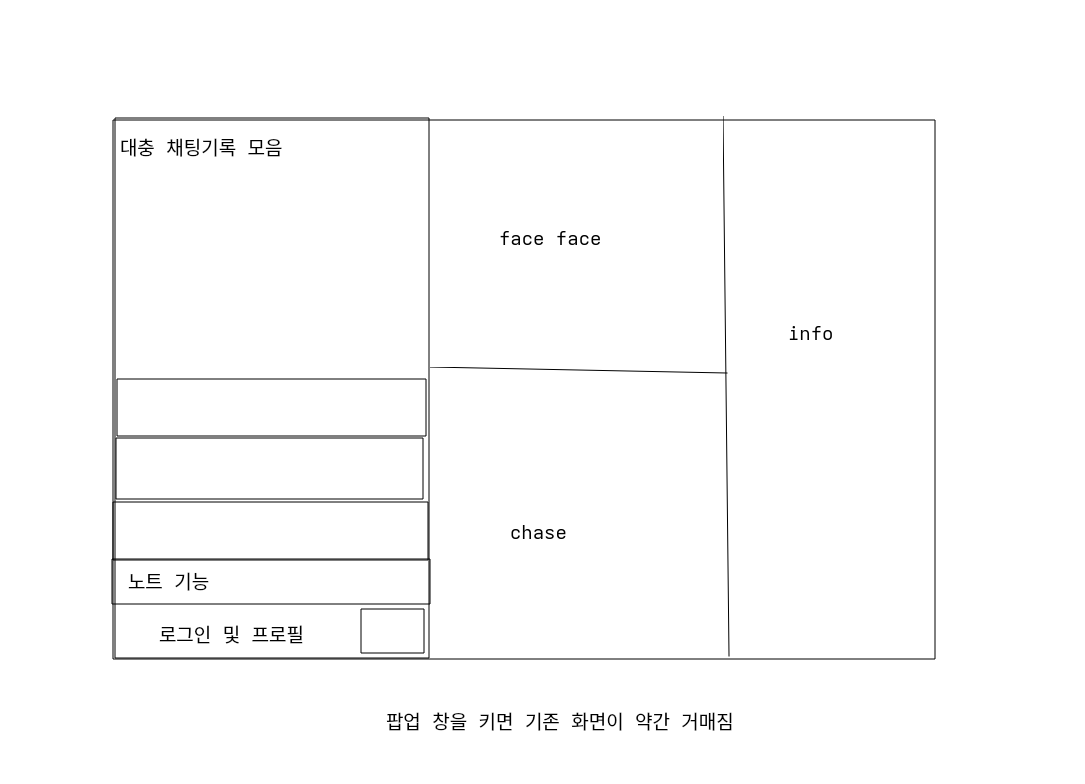 대충 채팅기록 모음
face face
info
chase
노트 기능
로그인 및 프로필
팝업 창을 키면 기존 화면이 약간 거매짐